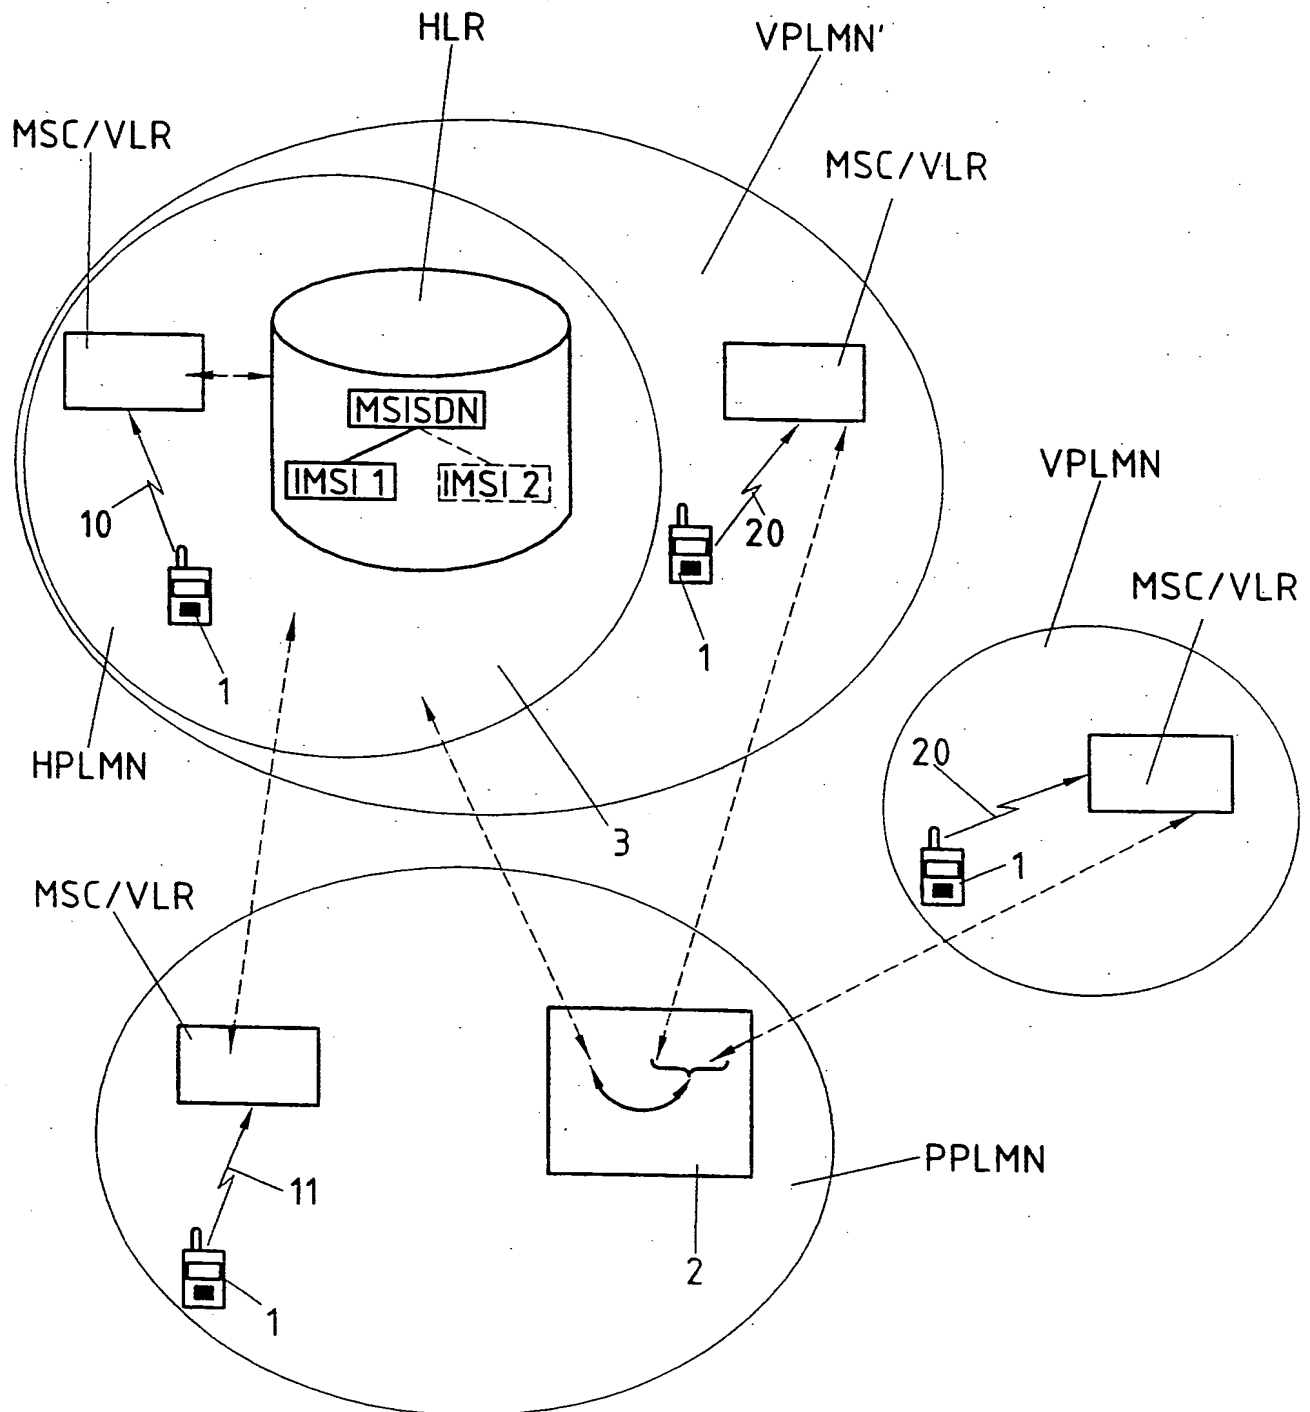 HLR
VPLMN'
MSC/VLR
MSC/VLR
MSISDN
IMSI 1
IMSI 2
VPLMN
10
20
MSC/VLR
1
1
HPLMN
20
3
1
MSC/VLR
PPLMN
11
2
1